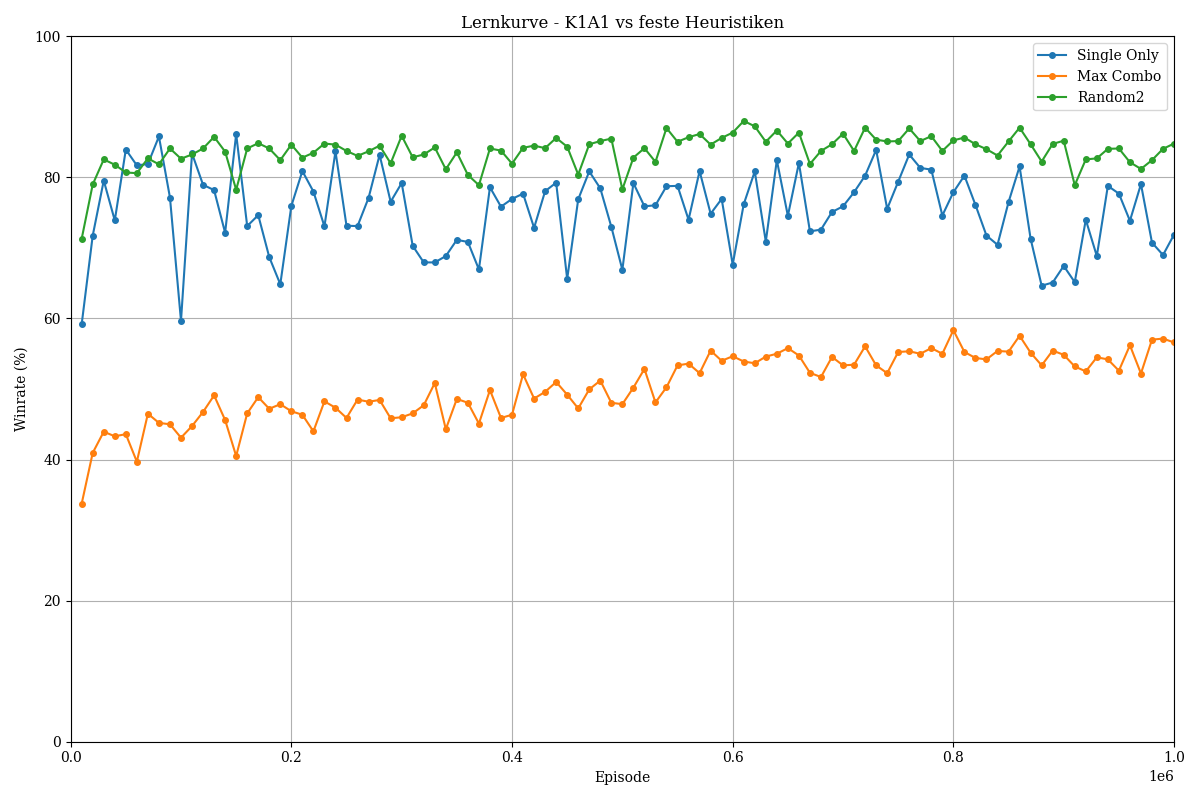 Lernkurve - K1A1 vs feste Heuristiken
Single Only
Max Combo
Random2
Winrate (%)
100
80
60
40
20
0
0.0 0.2 0.4 0.6 0.8 1.0
1e6
Episode